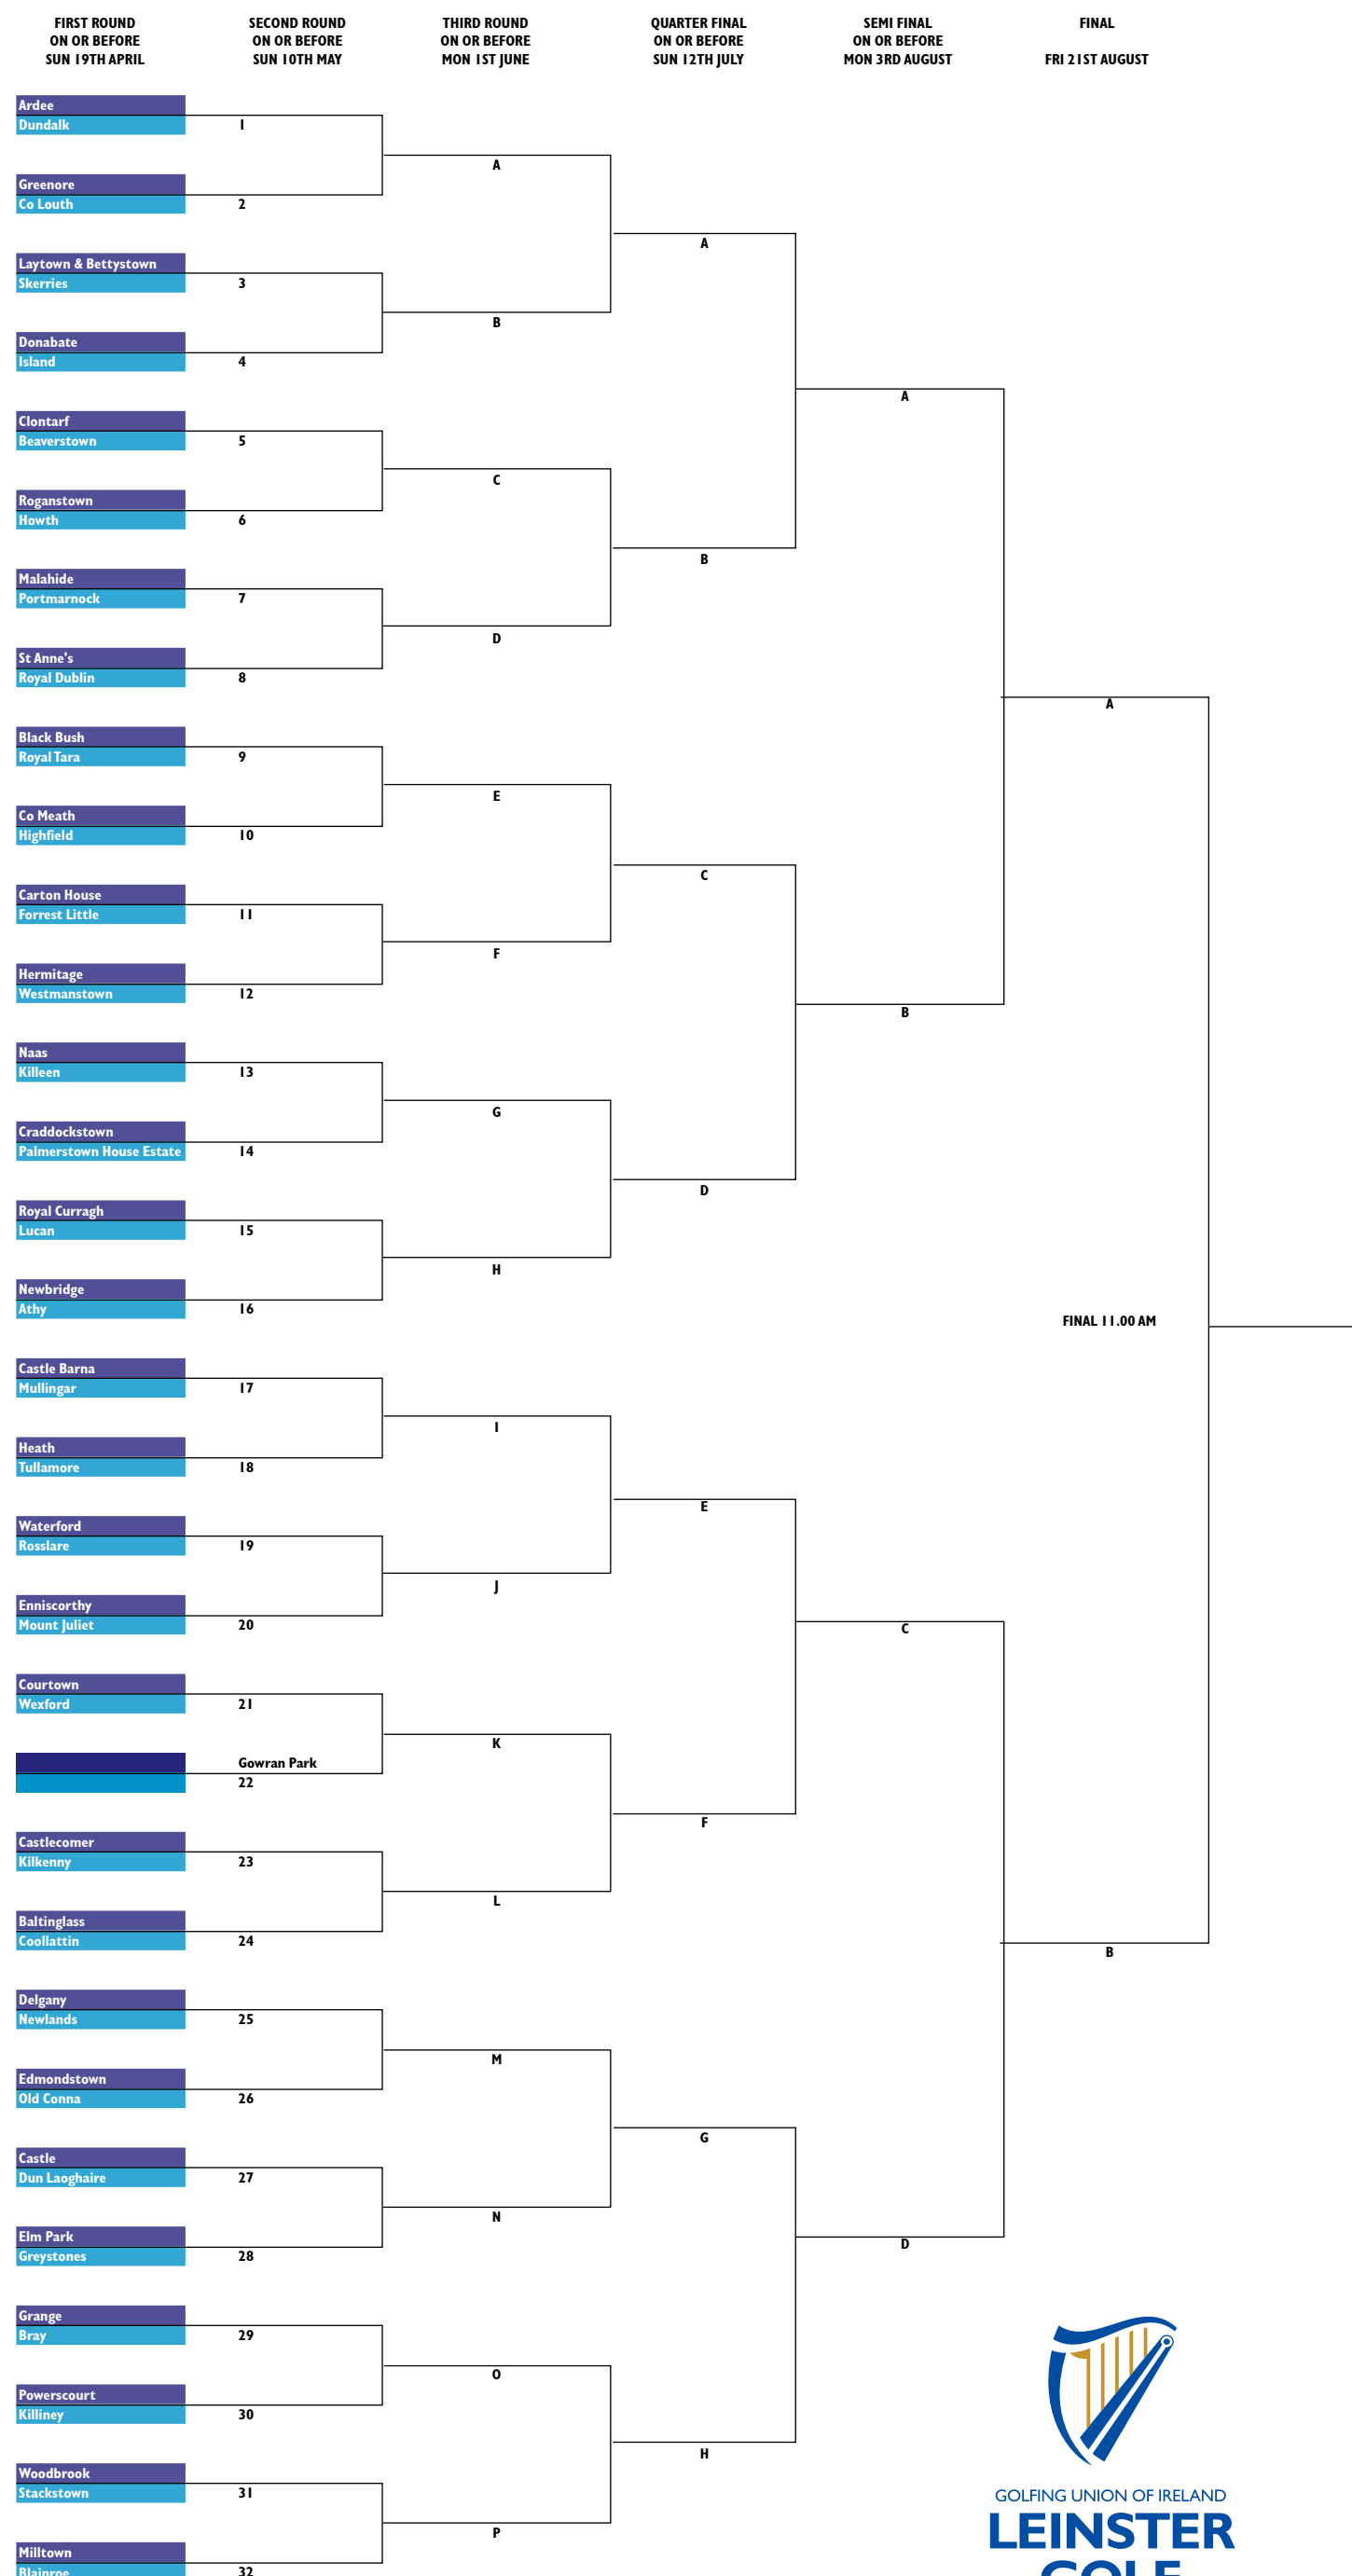 FIRST ROUND
ON OR BEFORE
SUN 19TH APRIL
SECOND ROUND
ON OR BEFORE
SUN 10TH MAY
THIRD ROUND
ON OR BEFORE
MON 1ST JUNE
QUARTER FINAL
ON OR BEFORE
SUN 12TH JULY
SEMI FINAL
ON OR BEFORE
MON 3RD AUGUST
FINAL
FRI 21ST AUGUST
Ardee
Dundalk
1
A
Greenore
Co Louth
2
A
Laytown & Bettystown
Skerries
3
B
Donabate
Island
4
A
Clontarf
Beaverstown
5
C
Roganstown
Howth
6
B
Malahide
Portmarnock
7
D
St Anne's
Royal Dublin
8
A
Black Bush
Royal Tara
9
E
Co Meath
Highfield
10
C
Carton House
Forrest Little
11
F
Hermitage
Westmanstown
12
B
Naas
Killeen
13
G
Craddockstown
Palmerstown House Estate
14
D
Royal Curragh
Lucan
15
H
Newbridge
Athy
16
FINAL 11.00 AM
Castle Barna
Mullingar
17
I
Heath
Tullamore
18
E
Waterford
Rosslare
19
J
Enniscorthy
Mount Juliet
20
C
Courtown
Wexford
21
K
Gowran Park
22
F
Castlecomer
Kilkenny
23
L
Baltinglass
Coollattin
24
B
Delgany
Newlands
25
M
Edmondstown
Old Conna
26
G
Castle
Dun Laoghaire
27
N
Elm Park
Greystones
28
D
Grange
Bray
29
O
Powerscourt
Killiney
30
H
Woodbrook
Stackstown
31
P
Milltown
Blainroe
32
GOLFING UNION OF IRELAND
LEINSTER
GOLF